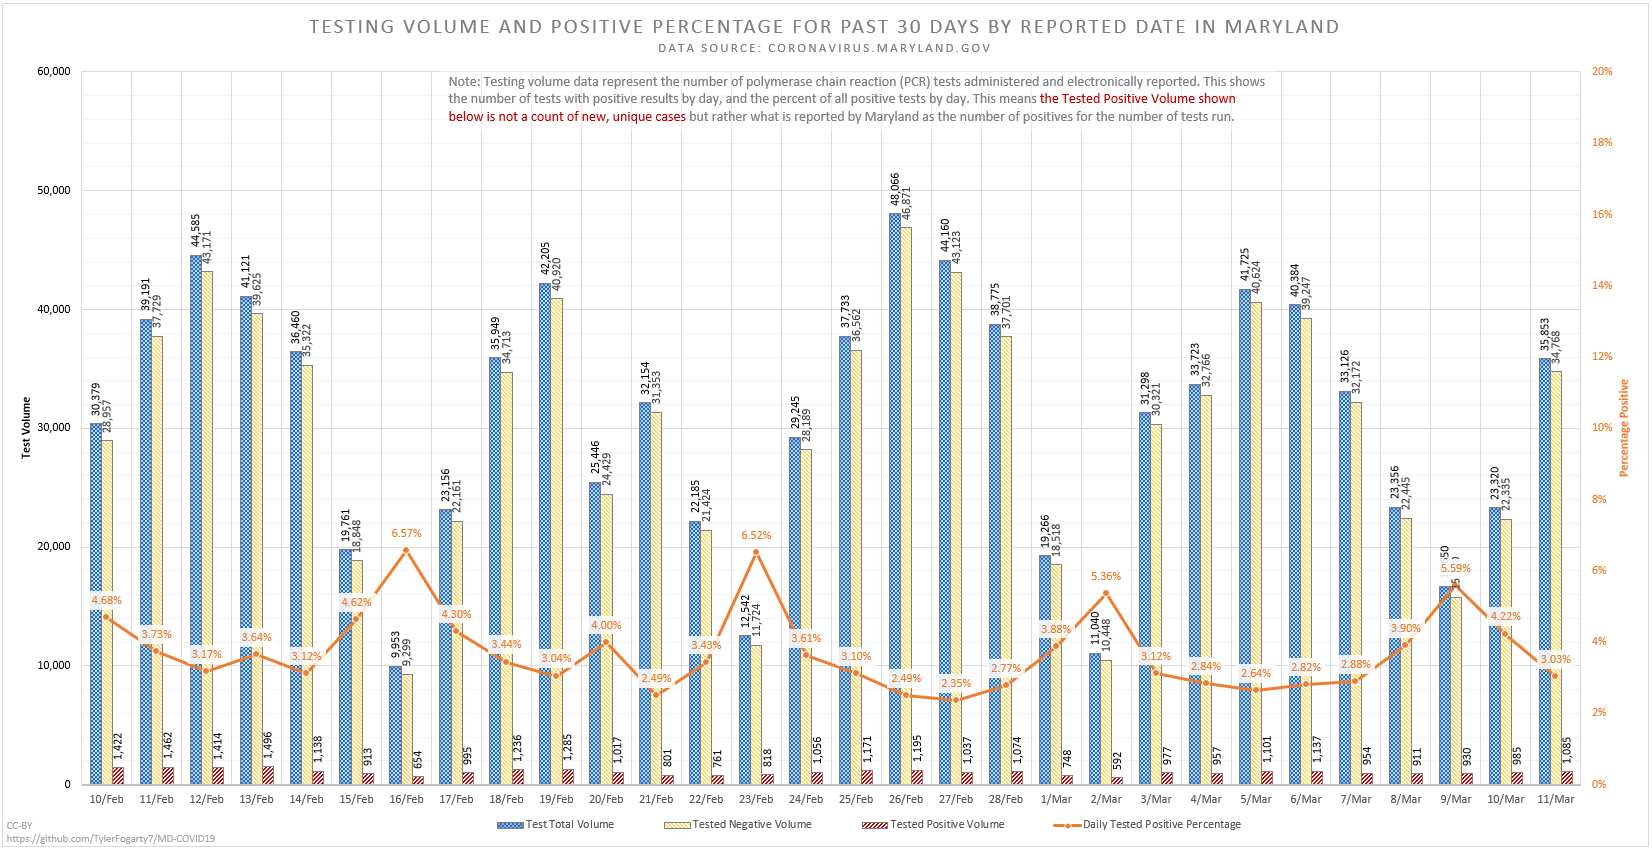 TESTING VOLUME AND POSITIVE PERCENTAGE FOR PAST 30 DAYS BY REPORTED DATE IN MARYLAND
DATA SOURCE: CORONAVIRUS.MARYLAND.GOV
Note: Testing volume data represent the number of polymerase chain reaction (PCR) tests administered and electronically reported. This shows
the number of tests with positive results by day, and the percent of all positive tests by day. This means the Tested Positive Volume shown
below is not a count of new, unique cases but rather what is reported by Maryland as the number of positives for the number of tests run.
Test Volume
60,000
50,000
40,000
30,000
20,000
10,000
0
Percentage Positive
20%
18%
16%
14%
12%
10%
8%
6%
4%
2%
0%
30,379 28,957 4.68% 1,422
39,191 37,729 3.73% 1,462
44,585 43,171 3.17% 1,414
41,121 39,625 3.64% 1,496
36,460 35,322 3.12% 1,138
19,761 18,848 4.62% 913
9,953 9,299 6.57% 654
23,156 22,161 4.30% 995
35,949 34,713 3.44% 1,236
42,205 40,920 3.04% 1,285
25,446 24,429 4.00% 1,017
32,154 31,353 2.49% 801
22,185 21,424 3.43% 761
12,542 11,724 6.52% 818
29,245 28,189 3.61% 1,056
37,733 36,562 3.10% 1,171
48,066 46,871 2.49% 1,195
44,160 43,123 2.35% 1,037
38,775 37,701 2.77% 1,074
19,266 18,518 3.88% 748
11,040 10,448 5.36% 592
31,298 30,321 3.12% 977
33,723 32,766 2.84% 957
41,725 40,624 2.64% 1,101
40,384 39,247 2.82% 1,137
33,126 32,172 2.88% 954
23,356 22,445 3.90% 911
5.59% 930
23,320 22,335 4.22% 985
35,853 34,768 3.03% 1,085
10/Feb 11/Feb 12/Feb 13/Feb 14/Feb 15/Feb 16/Feb 17/Feb 18/Feb 19/Feb 20/Feb 21/Feb 22/Feb 23/Feb 24/Feb 25/Feb 26/Feb 27/Feb 28/Feb 1/Mar 2/Mar 3/Mar 4/Mar 5/Mar 6/Mar 7/Mar 8/Mar 9/Mar 10/Mar 11/Mar
Test Total Volume Tested Negative Volume Tested Positive Volume Daily Tested Positive Percentage
CC-BY
https://github.com/TylerFogarty7/MD-COVID19